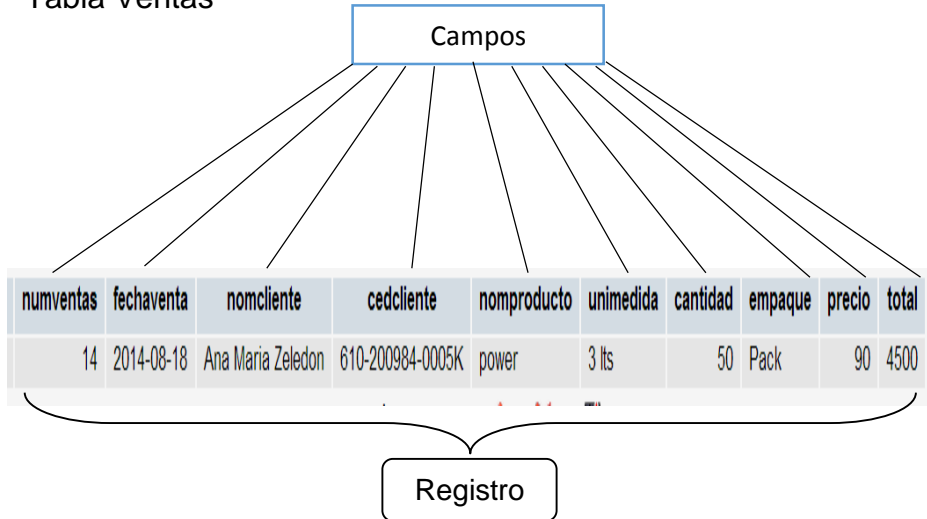 Tabla Ventas
Campos
numventas fechaventa nomcliente cedcliente nomproducto unimedida cantidad empaque precio total
14 2014-08-18 Ana Maria Zeledon 610-200984-0005K power 3 lts 50 Pack 90 4500
Registro